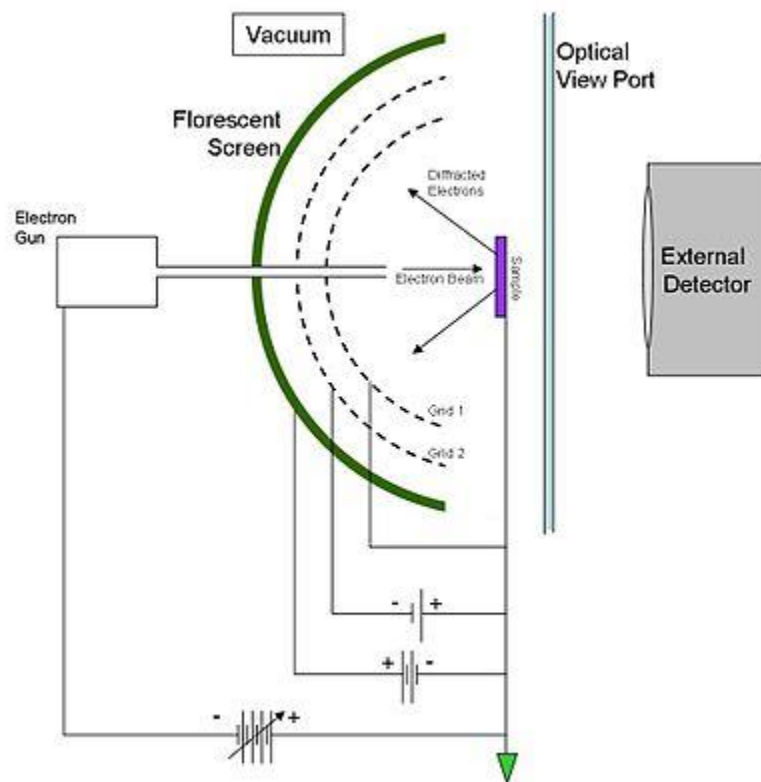 Vacuum
Optical
View Port
Florescent
Screen
Diffracted
Electrons
Electron
Gun
Electron Beam
Sample
External
Detector
Grid 1
Grid 2
- +
+ -
- +